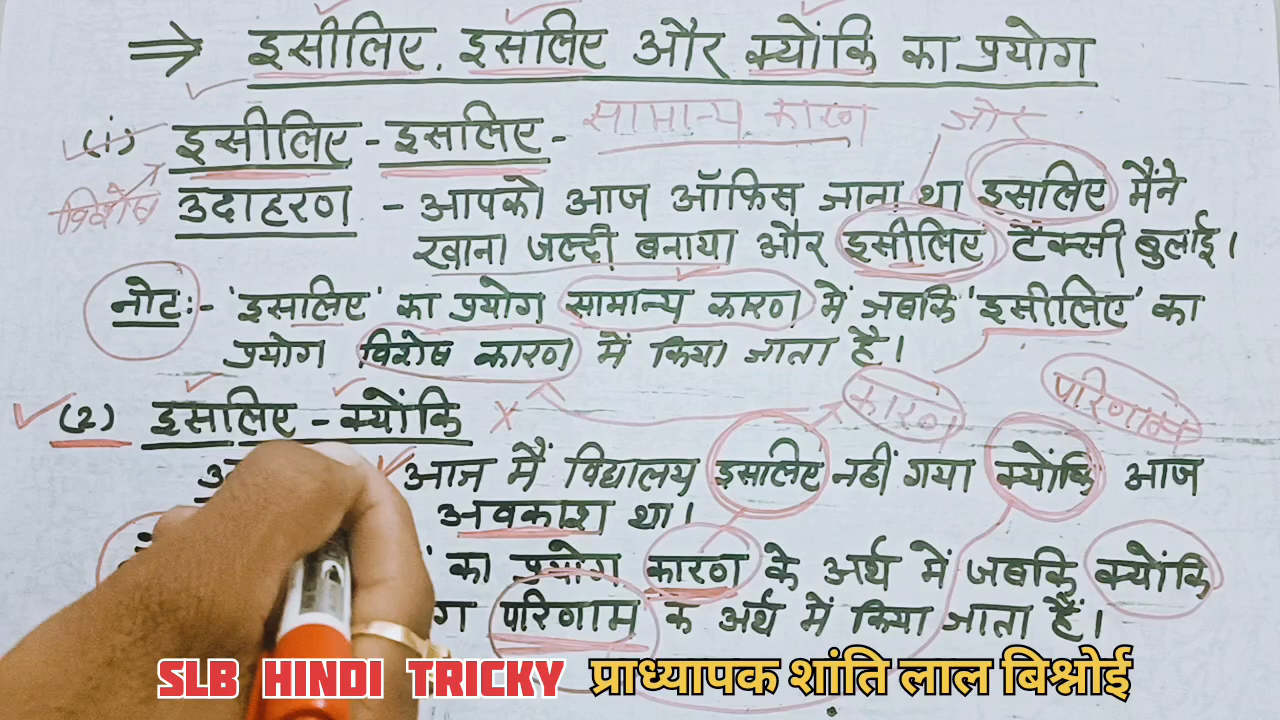 ⇒ इसीलिए, इसलिए और क्योंकि का प्रयोग
(i) इसीलिए - इसलिए - सामान्य कारण और
विशेष उदाहरण - आपको आज ऑफिस जाना था इसलिए मैंने
खाना जल्दी बनाया और इसीलिए टैक्सी बुलाई।
नोट:- 'इसलिए' का प्रयोग सामान्य कारण में जबकि 'इसीलिए' का
प्रयोग विशेष कारण में किया जाता है।
कारण परिणाम
(2) इसलिए - क्योंकि x
आज मैं विद्यालय इसलिए नहीं गया क्योंकि आज
अवकाश था।
का प्रयोग कारण के अर्थ में जबकि क्योंकि
परिणाम के अर्थ में किया जाता हैं।
SLB HINDI TRICKY प्राध्यापक शांति लाल बिश्नोई